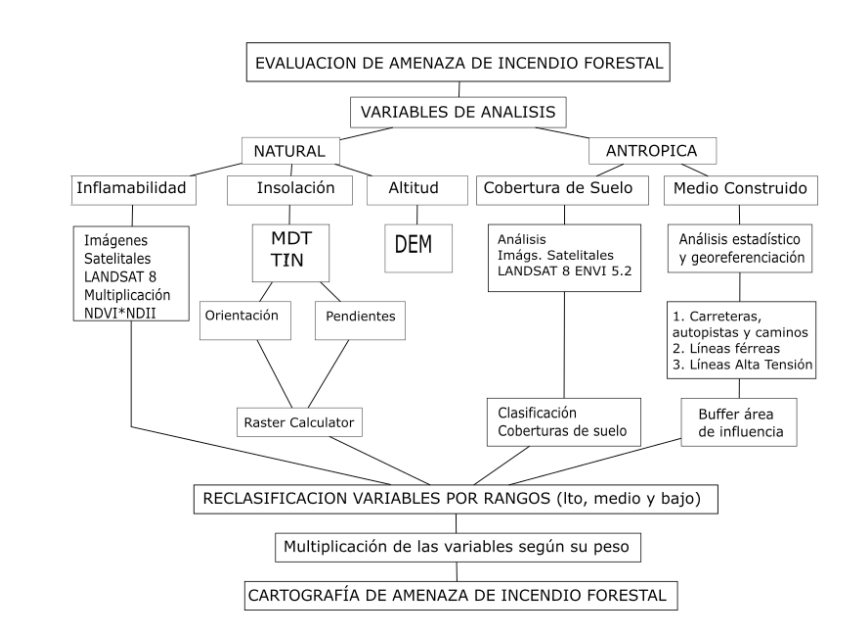 EVALUACION DE AMENAZA DE INCENDIO FORESTAL
VARIABLES DE ANALISIS
NATURAL
ANTROPICA
Inflamabilidad
Insolación
Altitud
Cobertura de Suelo
Medio Construido
Imágenes
Satelitales
LANDSAT 8
Multiplicación
NDVI*NDII
MDT
TIN
DEM
Análisis
Imágs. Satelitales
LANDSAT 8 ENVI 5.2
Análisis estadístico
y georeferenciación
Orientación
Pendientes
1. Carreteras,
autopistas y caminos
2. Líneas férreas
3. Líneas Alta Tensión
Raster Calculator
Clasificación
Coberturas de suelo
Buffer área
de influencia
RECLASIFICACION VARIABLES POR RANGOS (lto, medio y bajo)
Multiplicación de las variables según su peso
CARTOGRAFÍA DE AMENAZA DE INCENDIO FORESTAL